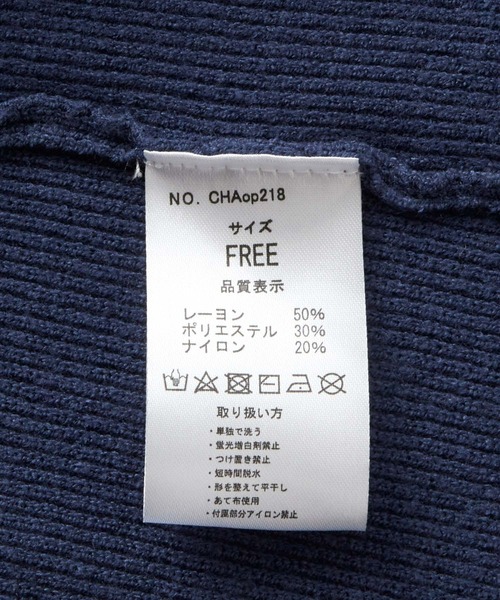 NO. CHAop218
サイズ
FREE
品質表示
レーヨン 50%
ポリエステル 30%
ナイロン 20%
取り扱い方
・単独で洗う
・蛍光増白剤禁止
・つけ置き禁止
・短時間脱水
・形を整えて平干し
・あて布使用
・付属部分アイロン禁止